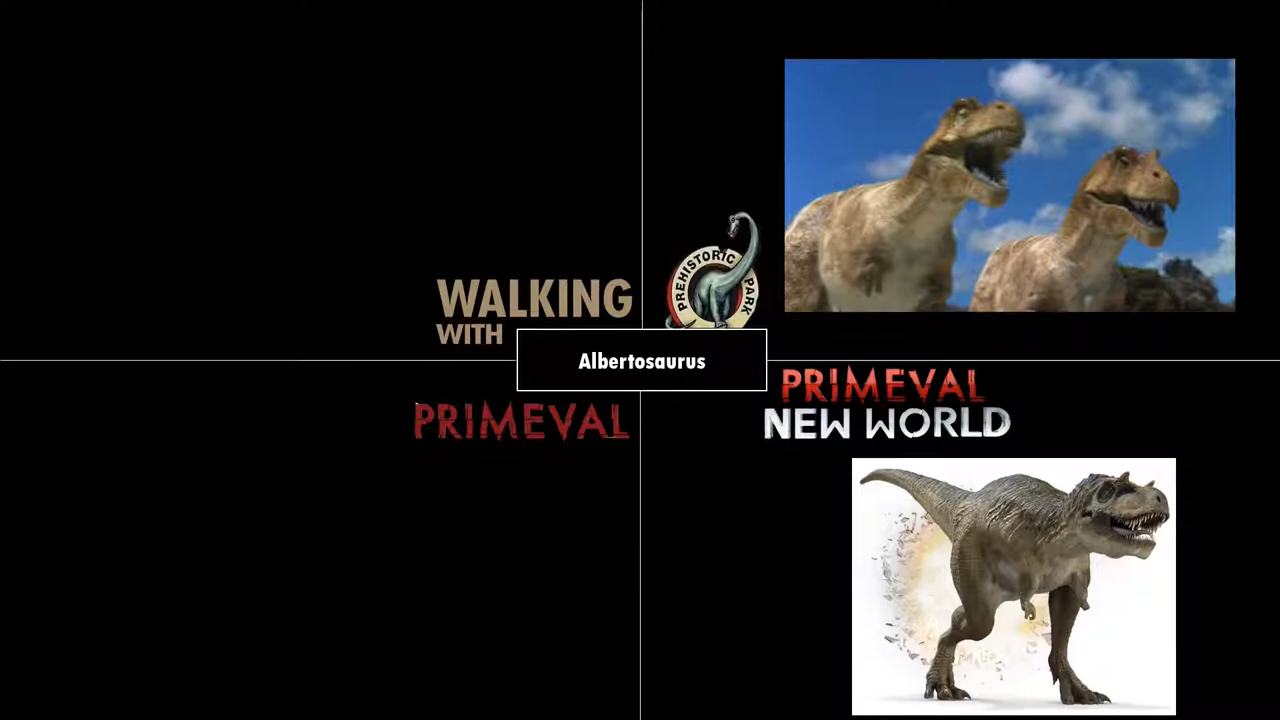 WALKING
WITH
PREHISTORIC PARK
Albertosaurus
PRIMEVAL
PRIMEVAL
NEW WORLD